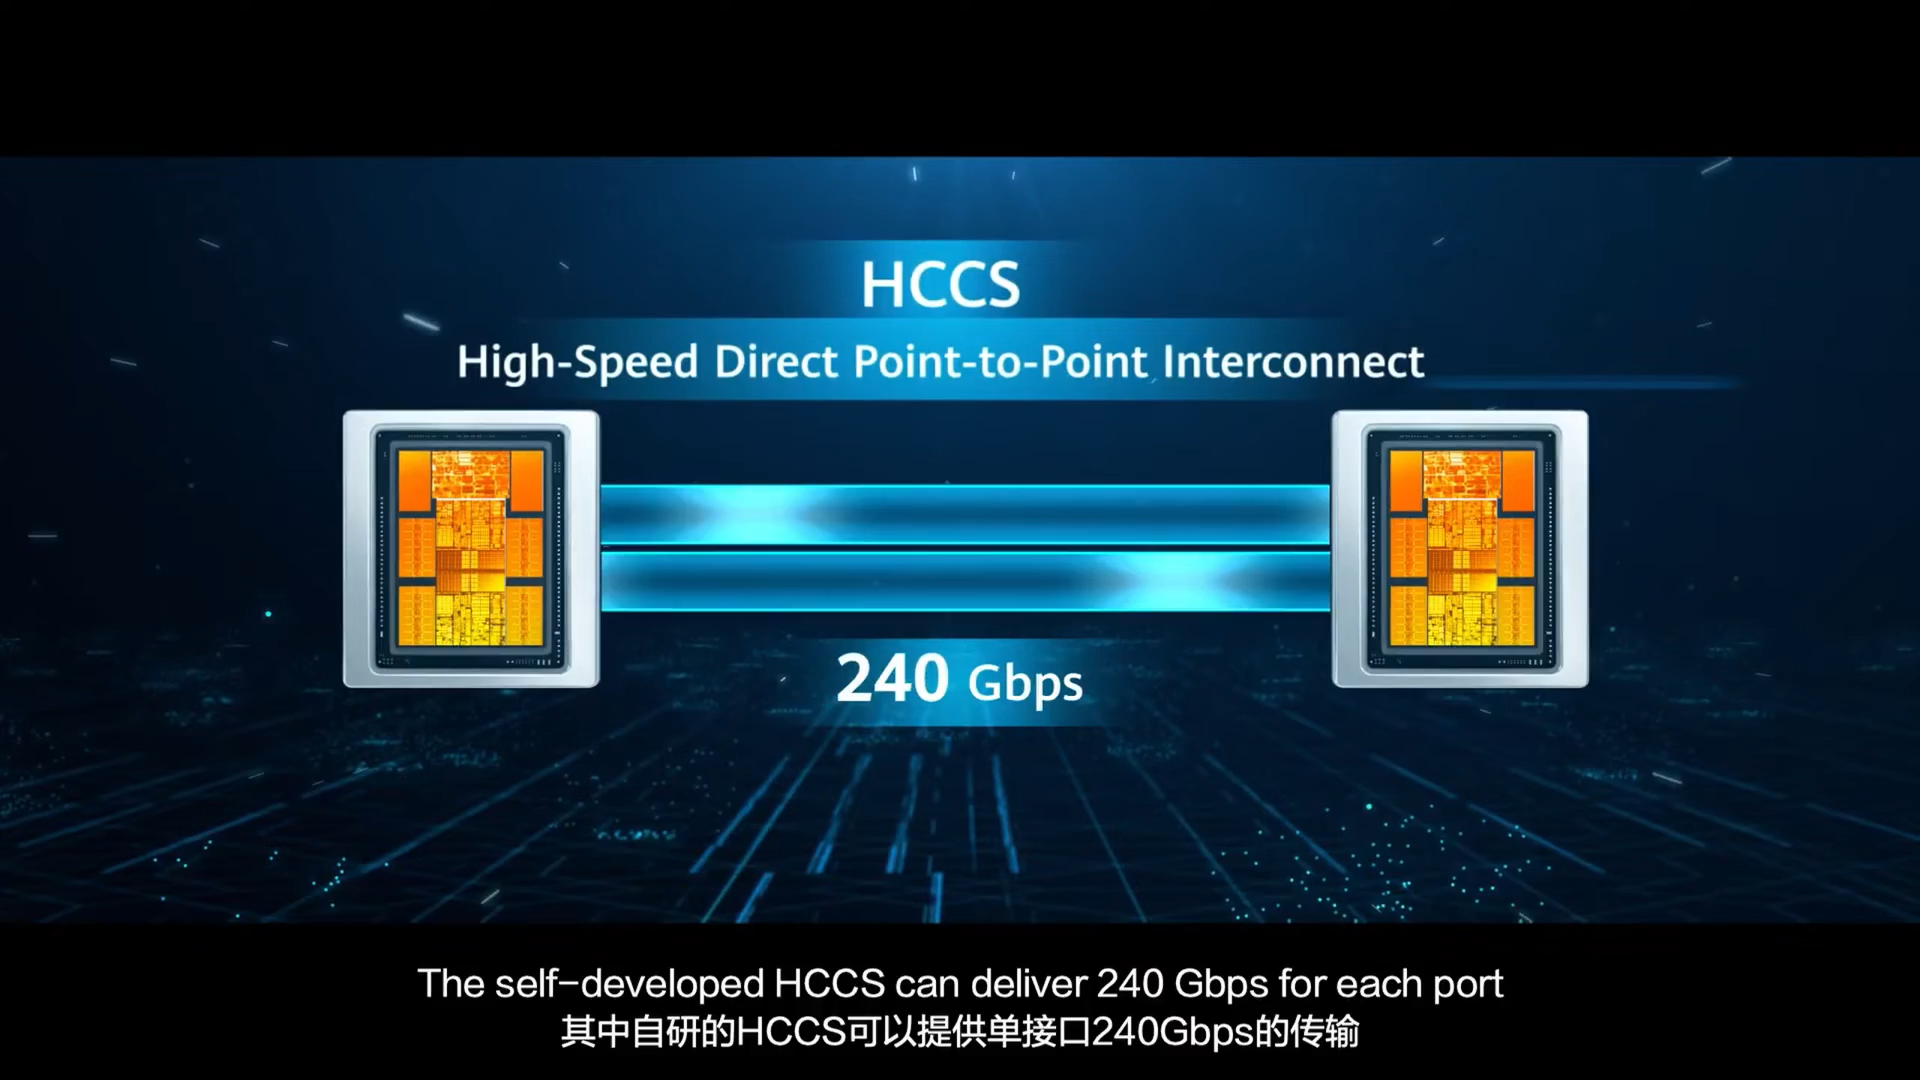 HCCS
High-Speed Direct Point-to-Point Interconnect
240 Gbps
The self-developed HCCS can deliver 240 Gbps for each port
其中自研的HCCS可以提供单接口240Gbps的传输